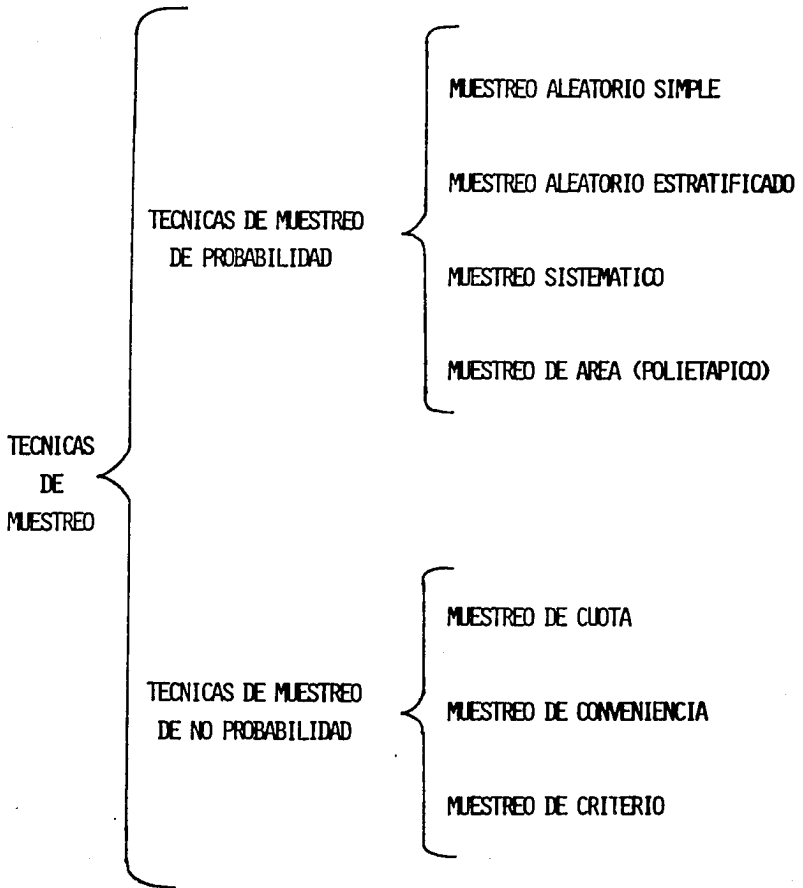 TECNICAS
DE
MUESTREO
TECNICAS DE MUESTREO
DE PROBABILIDAD
MUESTREO ALEATORIO SIMPLE
MUESTREO ALEATORIO ESTRATIFICADO
MUESTREO SISTEMATICO
MUESTREO DE AREA (POLIETAPICO)
TECNICAS DE MUESTREO
DE NO PROBABILIDAD
MUESTREO DE CUOTA
MUESTREO DE CONVENIENCIA
MUESTREO DE CRITERIO